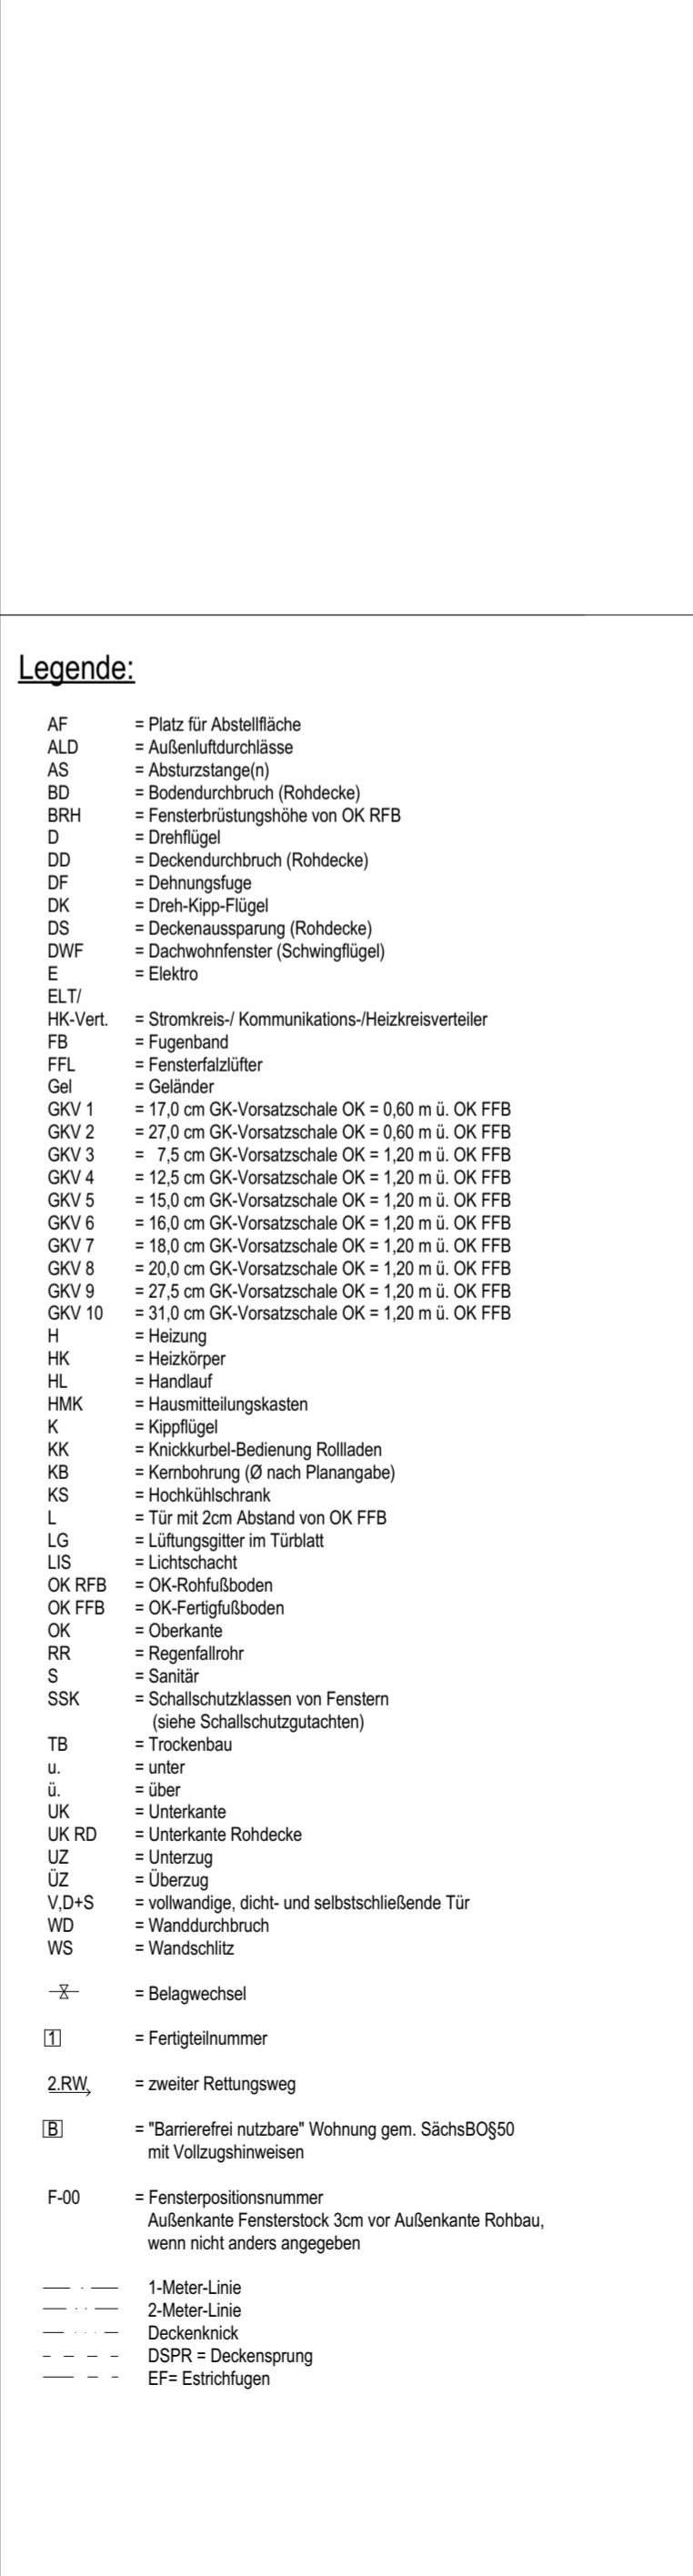 Legende:
AF = Platz für Abstellfläche
ALD = Außenluftdurchlässe
AS = Absturzstange(n)
BD = Bodendurchbruch (Rohdecke)
BRH = Fensterbrüstungshöhe von OK RFB
D = Drehflügel
DD = Deckendurchbruch (Rohdecke)
DF = Dehnungsfuge
DK = Dreh-Kipp-Flügel
DS = Deckenaussparung (Rohdecke)
DWF = Dachwohnfenster (Schwingflügel)
E = Elektro
ELT/
HK-Vert. = Stromkreis-/ Kommunikations-/Heizkreisverteiler
FB = Fugenband
FFL = Fensterfalzlüfter
Gel = Geländer
GKV 1 = 17,0 cm GK-Vorsatzschale OK = 0,60 m ü. OK FFB
GKV 2 = 27,0 cm GK-Vorsatzschale OK = 0,60 m ü. OK FFB
GKV 3 = 7,5 cm GK-Vorsatzschale OK = 1,20 m ü. OK FFB
GKV 4 = 12,5 cm GK-Vorsatzschale OK = 1,20 m ü. OK FFB
GKV 5 = 15,0 cm GK-Vorsatzschale OK = 1,20 m ü. OK FFB
GKV 6 = 16,0 cm GK-Vorsatzschale OK = 1,20 m ü. OK FFB
GKV 7 = 18,0 cm GK-Vorsatzschale OK = 1,20 m ü. OK FFB
GKV 8 = 20,0 cm GK-Vorsatzschale OK = 1,20 m ü. OK FFB
GKV 9 = 27,5 cm GK-Vorsatzschale OK = 1,20 m ü. OK FFB
GKV 10 = 31,0 cm GK-Vorsatzschale OK = 1,20 m ü. OK FFB
H = Heizung
HK = Heizkörper
HL = Handlauf
HMK = Hausmitteilungskasten
K = Kippflügel
KK = Knickkurbel-Bedienung Rollladen
KB = Kernbohrung (Ø nach Planangabe)
KS = Hochkühlschrank
L = Tür mit 2cm Abstand von OK FFB
LG = Lüftungsgitter im Türblatt
LIS = Lichtschacht
OK RFB = OK-Rohfußboden
OK FFB = OK-Fertigfußboden
OK = Oberkante
RR = Regenfallrohr
S = Sanitär
SSK = Schallschutzklassen von Fenstern
(siehe Schallschutzgutachten)
TB = Trockenbau
u. = unter
ü. = über
UK = Unterkante
UK RD = Unterkante Rohdecke
UZ = Unterzug
ÜZ = Überzug
V,D+S = vollwandige, dicht- und selbstschließende Tür
WD = Wanddurchbruch
WS = Wandschlitz
= Belagwechsel
1 = Fertigteilnummer
2.RW = zweiter Rettungsweg
B = "Barrierefrei nutzbare" Wohnung gem. SächsBO§50
mit Vollzugshinweisen
F-00 = Fensterpositionsnummer
Außenkante Fensterstock 3cm vor Außenkante Rohbau,
wenn nicht anders angegeben
1-Meter-Linie
2-Meter-Linie
Deckenknick
DSPR = Deckensprung
EF= Estrichfugen